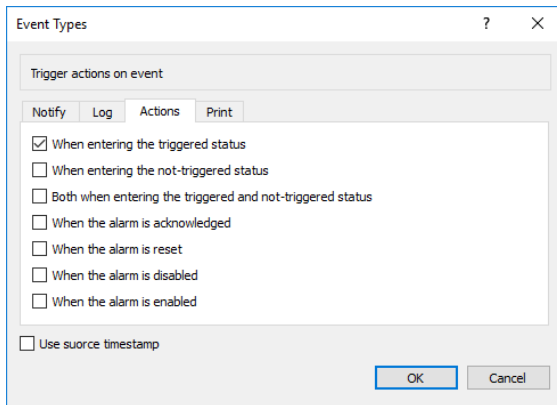 Event Types ?
Trigger actions on event
Notify Log Actions Print
When entering the triggered status
When entering the not-triggered status
Both when entering the triggered and not-triggered status
When the alarm is acknowledged
When the alarm is reset
When the alarm is disabled
When the alarm is enabled
Use suorce timestamp
OK Cancel